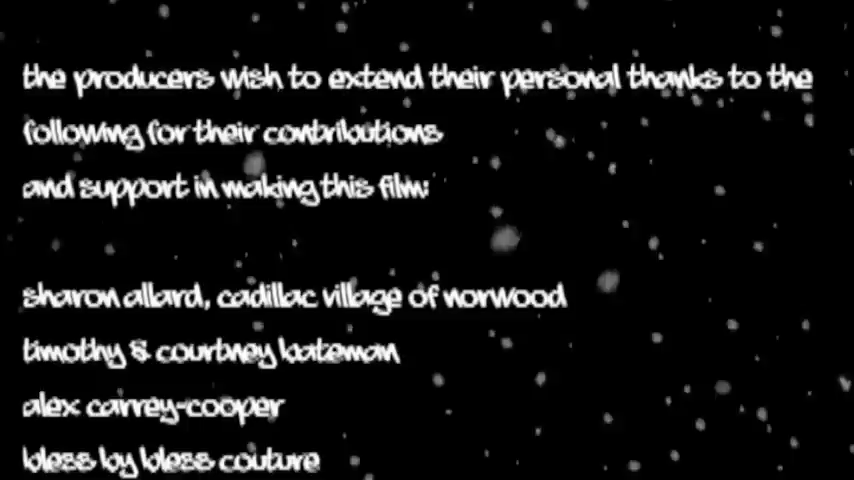 the producers wish to extend their personal thanks to the
following for their contributions
and support in making this film:
sharon allard, cadillac village of norwood
timothy & courtney bateman
alex carrey-cooper
bless by bless couture